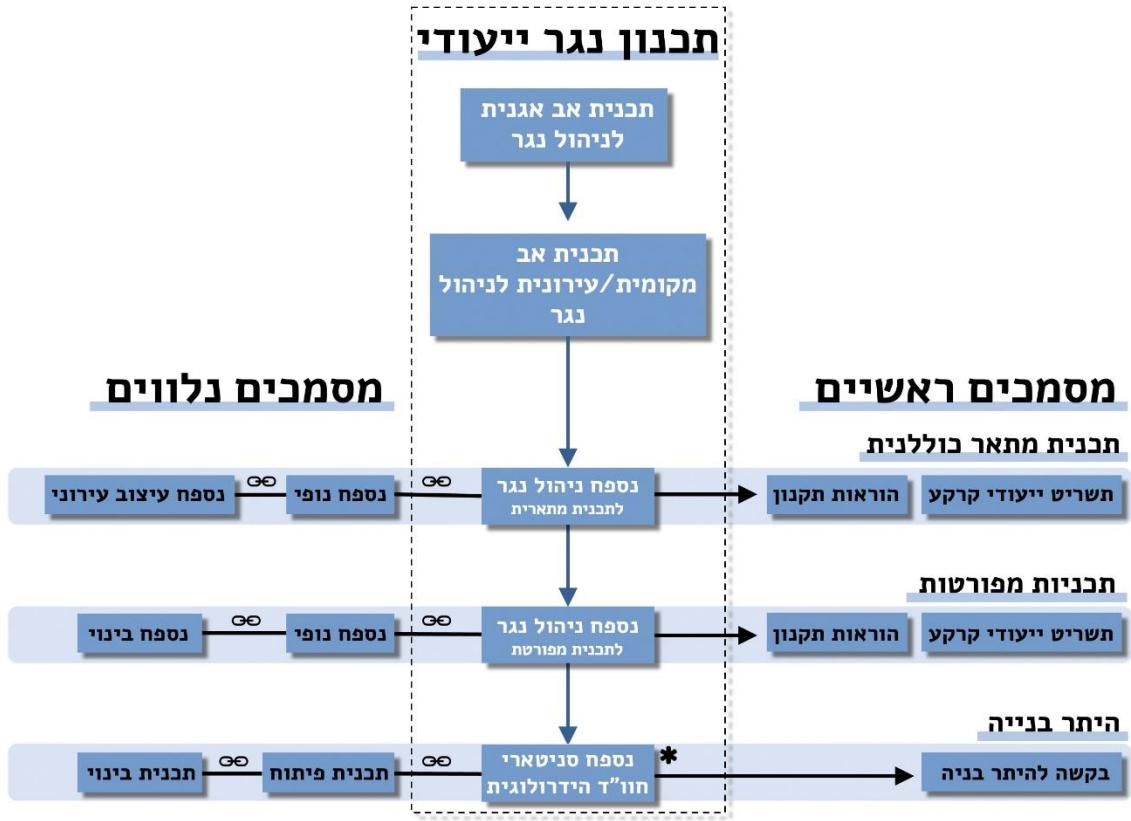 תכנון נגר ייעודי
תכנית אב אגנית
לניהול נגר
תכנית אב
מקומית/עירונית לניהול
נגר
מסמכים ראשיים
מסמכים נלווים
תכנית מתאר כוללנית
תשריט ייעודי קרקע
הוראות תקנון
נספח ניהול נגר
לתכנית מתארית
נספח נופי
נספח עיצוב עירוני
תכניות מפורטות
תשריט ייעודי קרקע
הוראות תקנון
נספח ניהול נגר
לתכנית מפורטת
נספח נופי
נספח בינוי
היתר בנייה
בקשה להיתר בניה
*
נספח סניטארי
חוו"ד הידרולוגית
תכנית פיתוח
תכנית בינוי